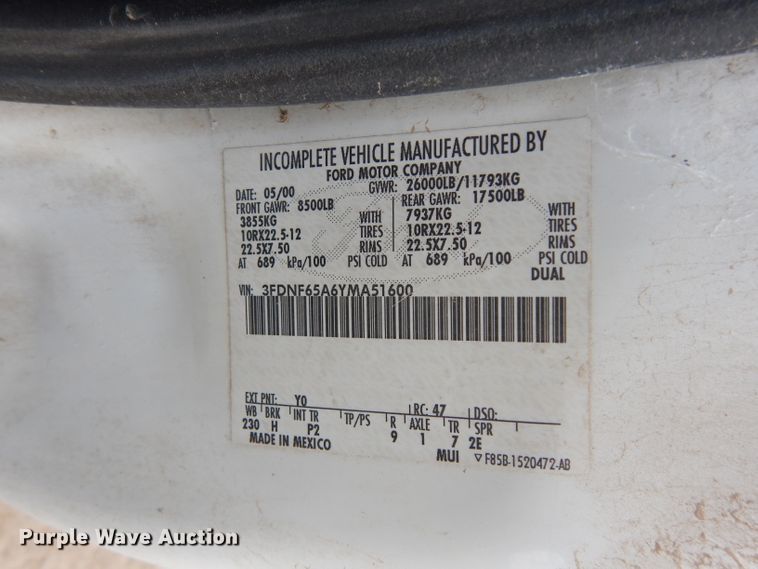 INCOMPLETE VEHICLE MANUFACTURED BY
FORD MOTOR COMPANY
DATE: 05/00 GVWR: 26000LB/11793KG
FRONT GAWR: 8500LB REAR GAWR: 17500LB
3855KG WITH 7937KG WITH
10RX22.5-12 TIRES 10RX22.5-12 TIRES
22.5X7.50 RIMS 22.5X7.50 RIMS
AT 689 kPa/100 PSI COLD AT 689 kPa/100 PSI COLD
DUAL
VIN: 3FDNF65A6YMA51600
EXT PNT: YO RC: 47 DSO:
WB BRK INT TR TP/PS R AXLE TR SPR
230 H P2 9 1 7 2E
MADE IN MEXICO
MUI F85B-1520472-AB
Purple Wave Auction